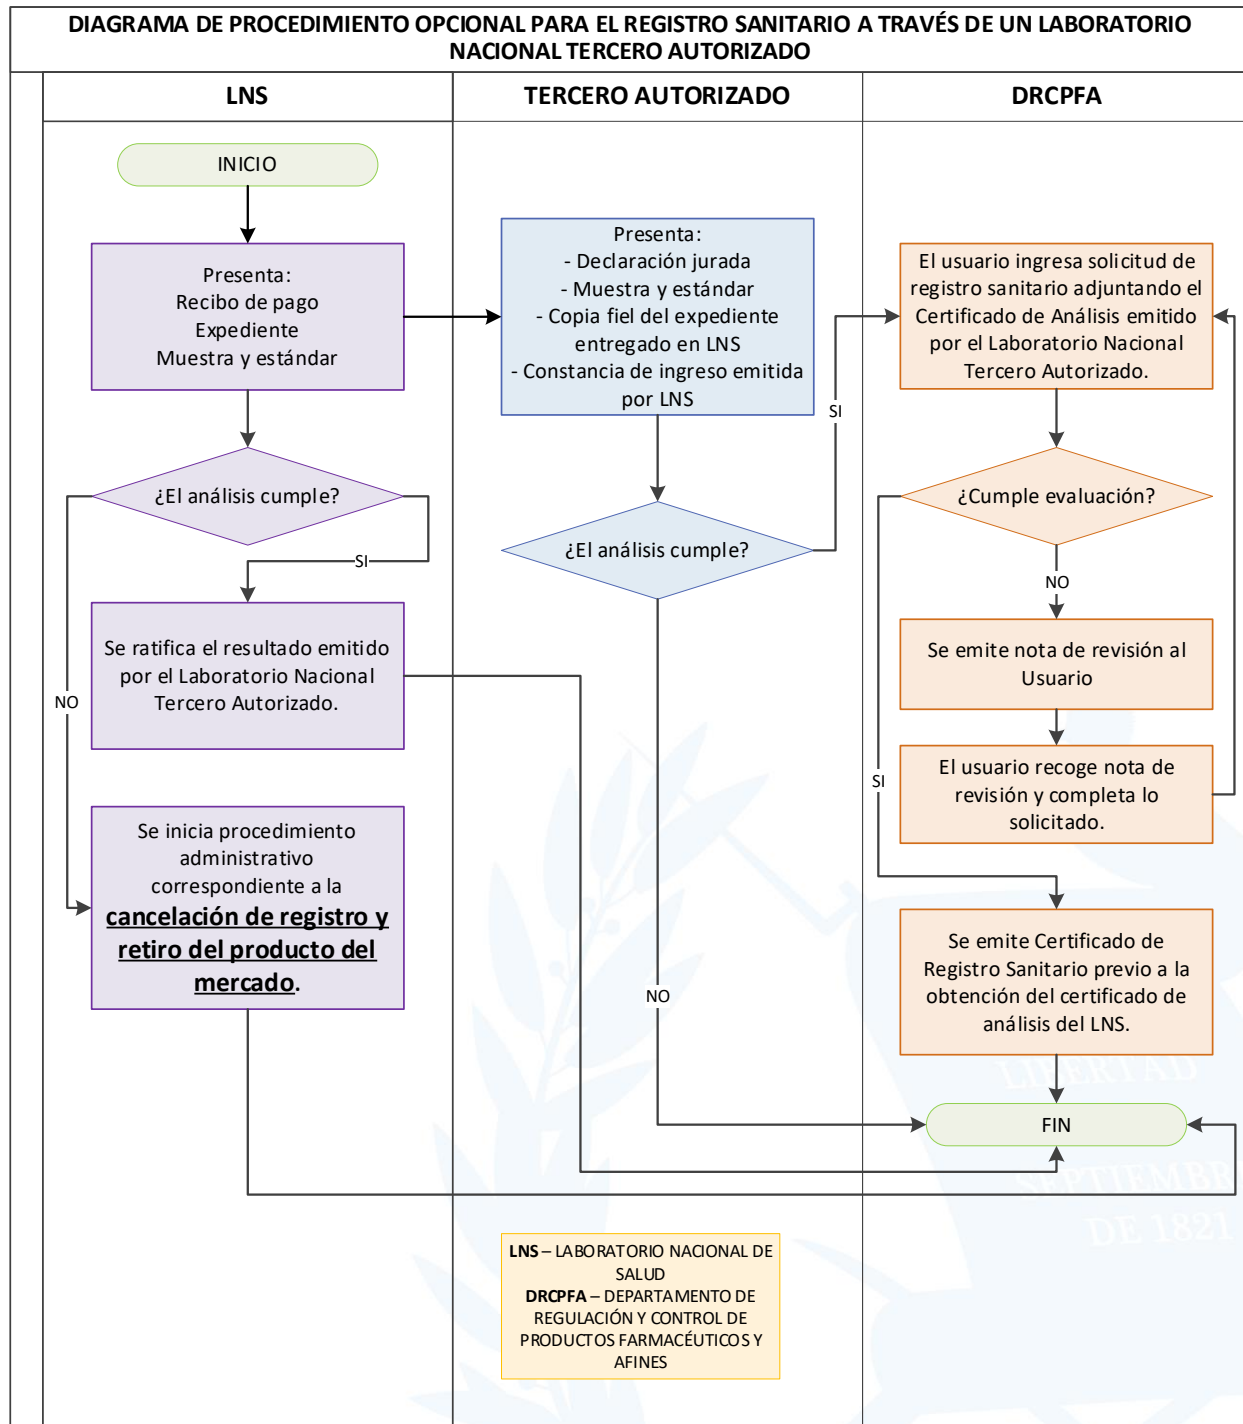 DIAGRAMA DE PROCEDIMIENTO OPCIONAL PARA EL REGISTRO SANITARIO A TRAVÉS DE UN LABORATORIO
NACIONAL TERCERO AUTORIZADO
LNS
TERCERO AUTORIZADO
DRCPFA
INICIO
Presenta:
Recibo de pago
Expediente
Muestra y estándar
¿El análisis cumple?
SI
NO
Se ratifica el resultado emitido
por el Laboratorio Nacional
Tercero Autorizado.
Se inicia procedimiento
administrativo
correspondiente a la
cancelación de registro y
retiro del producto del
mercado.
Presenta:
- Declaración jurada
- Muestra y estándar
- Copia fiel del expediente
entregado en LNS
- Constancia de ingreso emitida
por LNS
¿El análisis cumple?
SI
NO
El usuario ingresa solicitud de
registro sanitario adjuntando el
Certificado de Análisis emitido
por el Laboratorio Nacional
Tercero Autorizado.
¿Cumple evaluación?
NO
Se emite nota de revisión al
Usuario
El usuario recoge nota de
revisión y completa lo
solicitado.
SI
Se emite Certificado de
Registro Sanitario previo a la
obtención del certificado de
análisis del LNS.
FIN
LNS – LABORATORIO NACIONAL DE
SALUD
DRCPFA – DEPARTAMENTO DE
REGULACIÓN Y CONTROL DE
PRODUCTOS FARMACÉUTICOS Y
AFINES
LIBERTAD
SEPTIEMBRE
DE 1821